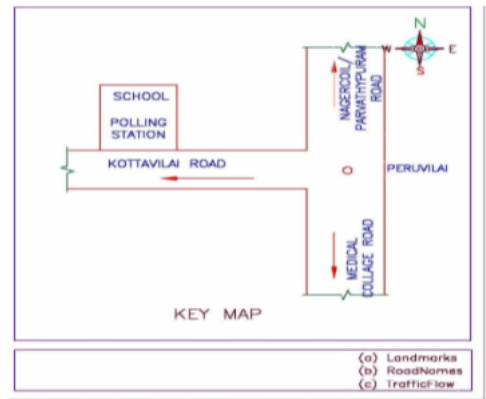 N
W
E
S
NAGERCOIL/
PARVATHYPURAM
ROAD
SCHOOL
POLLING
STATION
KOTTAVILAI ROAD
PERUVILAI
MEDICAL
COLLAGE ROAD
KEY MAP
(a) Landmarks
(b) RoadNames
(c) TrafficFlow